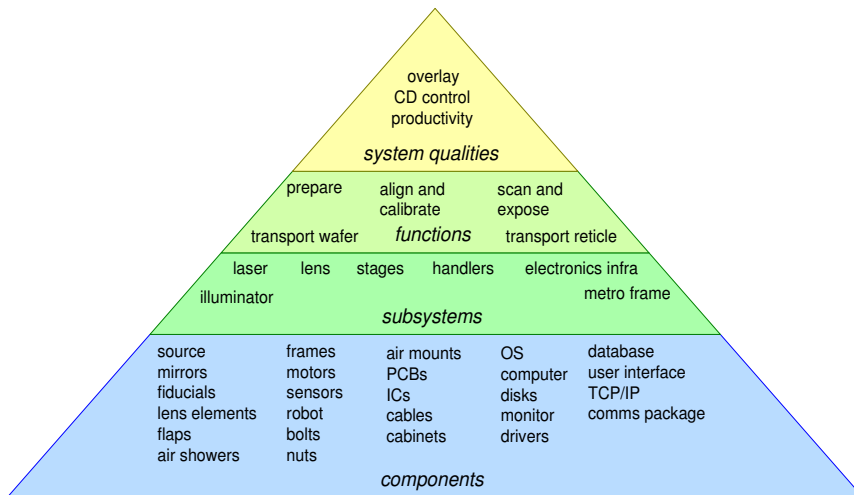 overlay
CD control
productivity
system qualities
prepare
align and
calibrate
scan and
expose
transport wafer
functions
transport reticle
laser
lens
stages
handlers
electronics infra
illuminator
metro frame
subsystems
source
mirrors
fiducials
lens elements
flaps
air showers
frames
motors
sensors
robot
bolts
nuts
air mounts
PCBs
ICs
cables
cabinets
OS
computer
disks
monitor
drivers
database
user interface
TCP/IP
comms package
components